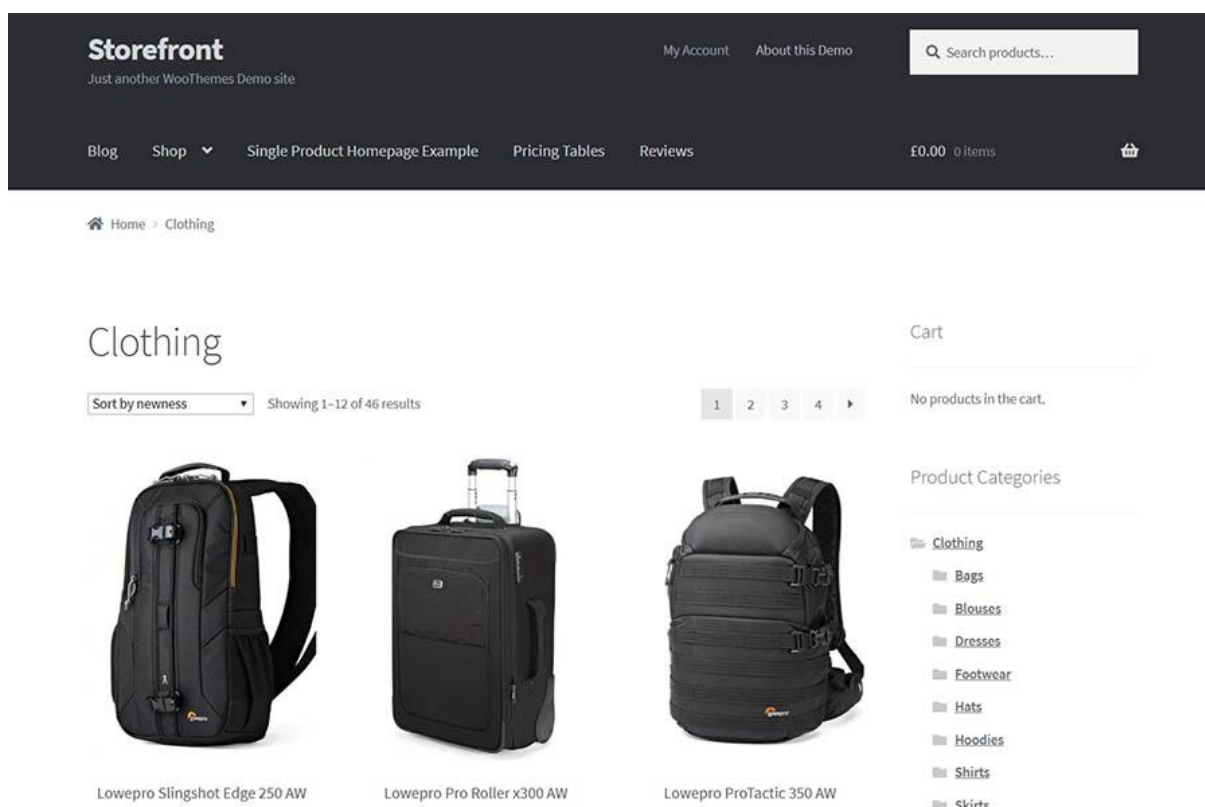 Storefront
Just another WooThemes Demo site
My Account About this Demo
Search products...
Blog Shop Single Product Homepage Example Pricing Tables Reviews
£0.00 0 items
Home > Clothing
Clothing
Sort by newness
Showing 1–12 of 46 results
1 2 3 4
Lowepro Slingshot Edge 250 AW
Lowepro Pro Roller x300 AW
Lowepro ProTactic 350 AW
Cart
No products in the cart.
Product Categories
Clothing
Bags
Blouses
Dresses
Footwear
Hats
Hoodies
Shirts
Skirts